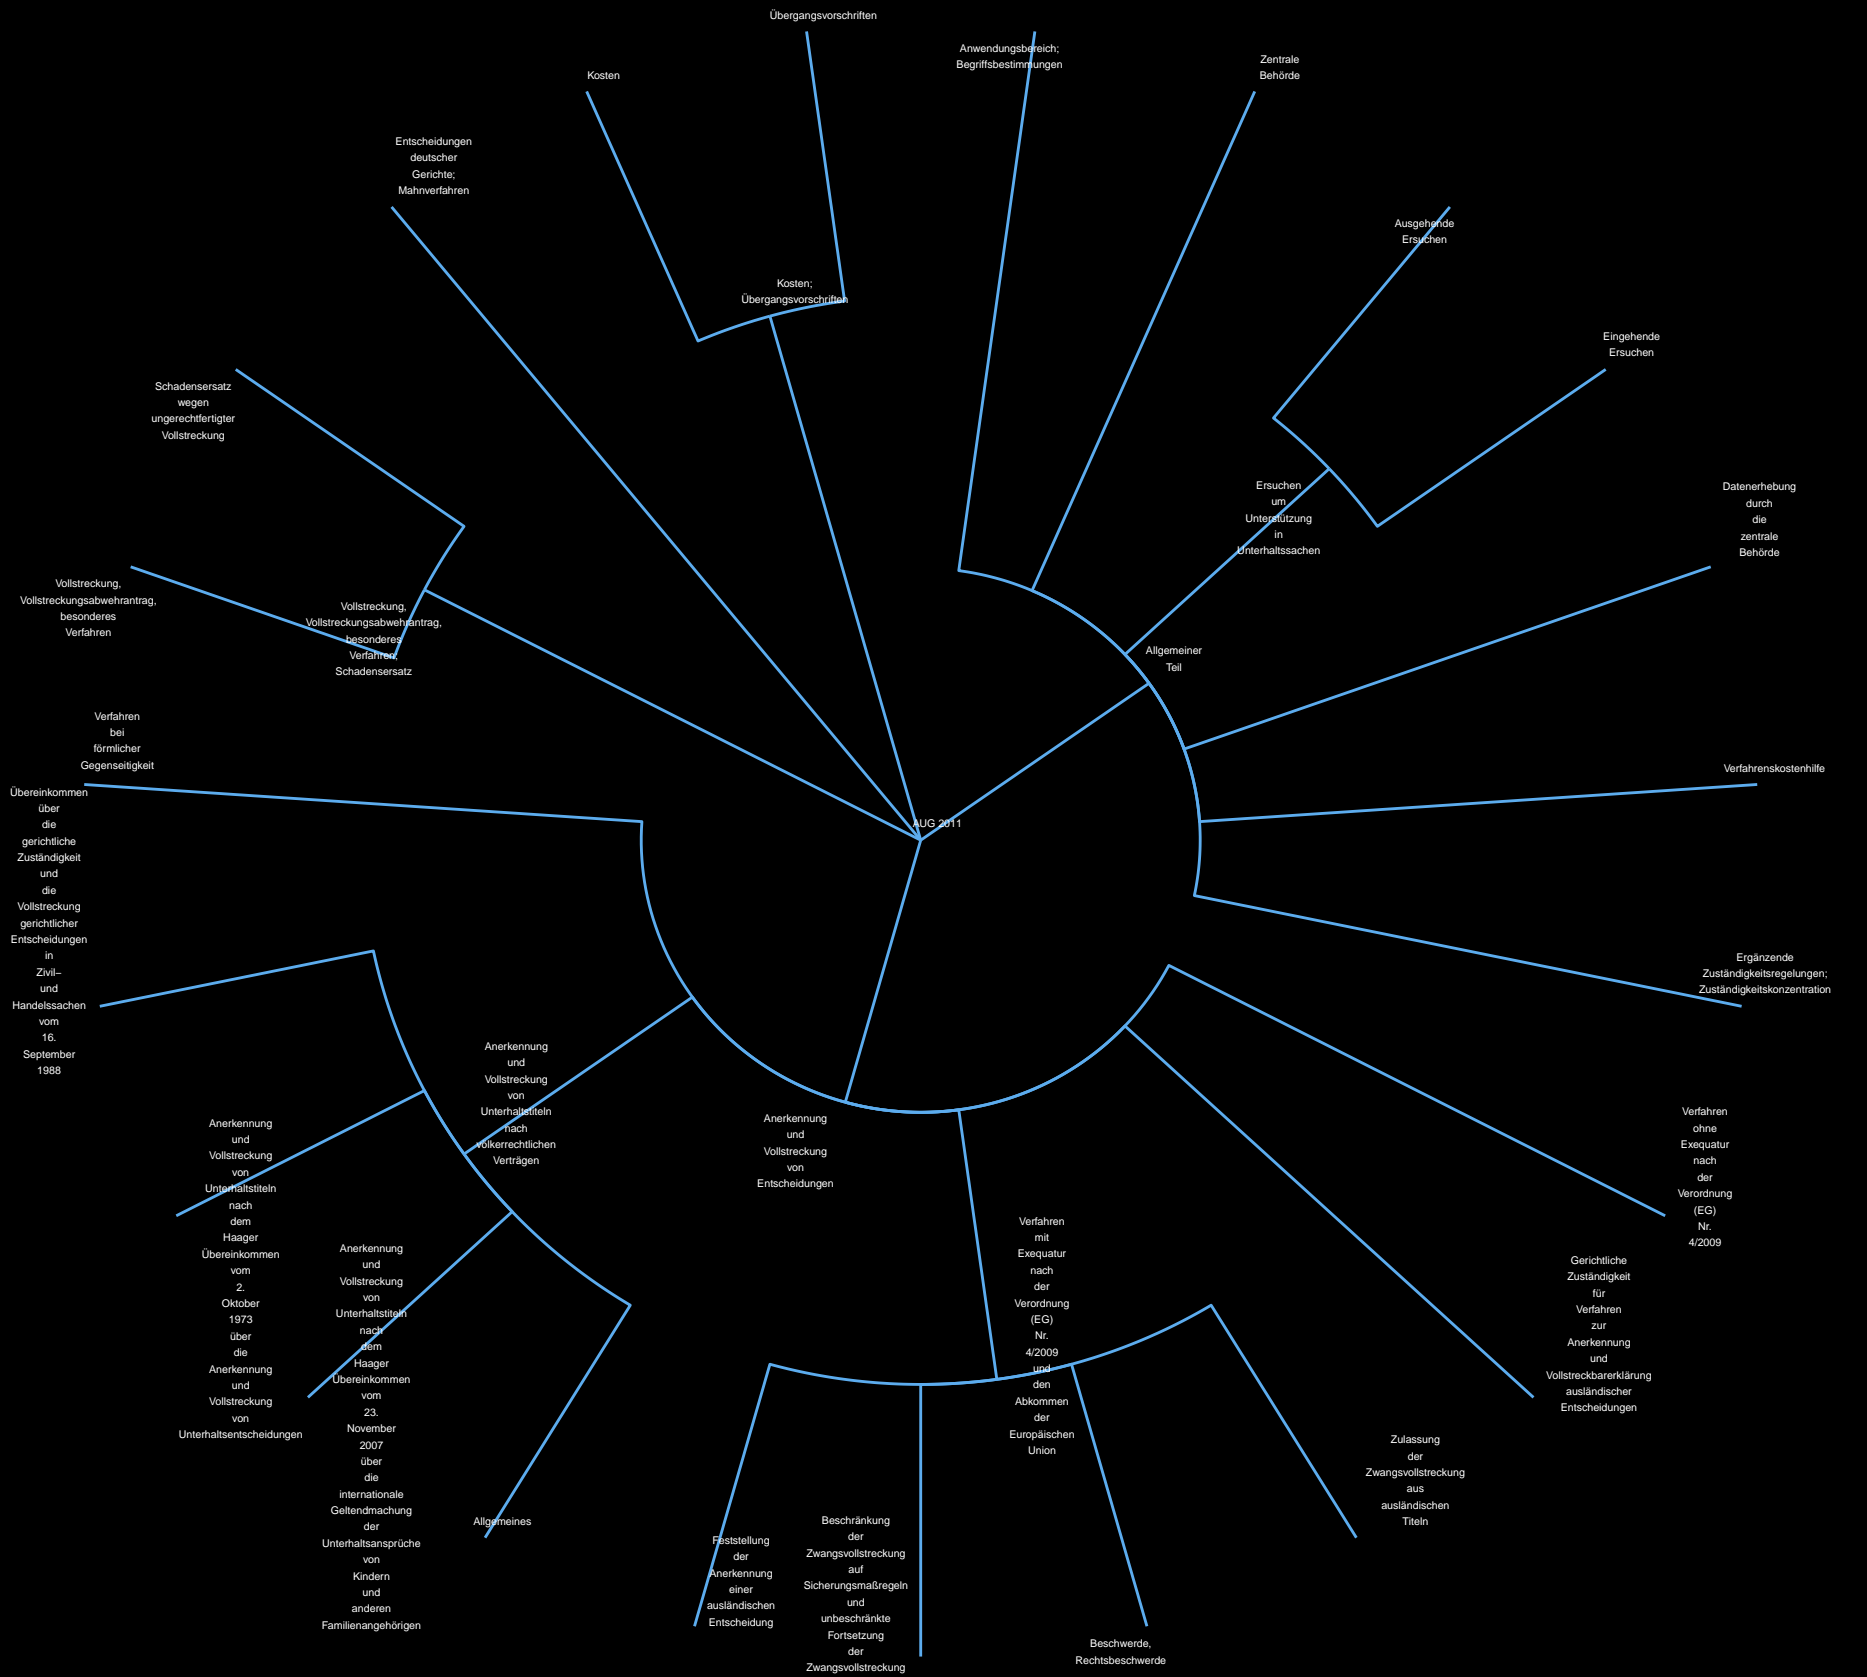 Übergangsvorschriften
Anwendungsbereich;
Begriffsbestimmungen
Zentrale
Behörde
Kosten
Entscheidungen
deutscher
Gerichte;
Mahnverfahren
Ausgehende
Ersuchen
Kosten;
Übergangsvorschriften
Eingehende
Ersuchen
Schadensersatz
wegen
ungerechtfertigter
Vollstreckung
Ersuchen
um
Unterstützung
in
Unterhaltssachen
Datenerhebung
durch
die
zentrale
Behörde
Vollstreckung,
Vollstreckungsabwehrantrag,
besonderes
Verfahren
Vollstreckung,
Vollstreckungsabwehrantrag,
besonderes
Verfahren;
Schadensersatz
Allgemeiner
Teil
Verfahren
bei
förmlicher
Gegenseitigkeit
Verfahrenskostenhilfe
AUG 2011
Übereinkommen
über
die
gerichtliche
Zuständigkeit
und
die
Vollstreckung
gerichtlicher
Entscheidungen
in
Zivil–
und
Handelssachen
vom
16.
September
1988
Ergänzende
Zuständigkeitsregelungen;
Zuständigkeitskonzentration
Anerkennung
und
Vollstreckung
von
Unterhaltstiteln
nach
völkerrechtlichen
Verträgen
Anerkennung
und
Vollstreckung
von
Entscheidungen
Verfahren
ohne
Exequatur
nach
der
Verordnung
(EG)
Nr.
4/2009
Anerkennung
und
Vollstreckung
von
Unterhaltstiteln
nach
dem
Haager
Übereinkommen
vom
2.
Oktober
1973
über
die
Anerkennung
und
Vollstreckung
von
Unterhaltsentscheidungen
Anerkennung
und
Vollstreckung
von
Unterhaltstiteln
nach
dem
Haager
Übereinkommen
vom
23.
November
2007
über
die
internationale
Geltendmachung
der
Unterhaltsansprüche
von
Kindern
und
anderen
Familienangehörigen
Verfahren
mit
Exequatur
nach
der
Verordnung
(EG)
Nr.
4/2009
und
den
Abkommen
der
Europäischen
Union
Gerichtliche
Zuständigkeit
für
Verfahren
zur
Anerkennung
und
Vollstreckbarerklärung
ausländischer
Entscheidungen
Zulassung
der
Zwangsvollstreckung
aus
ausländischen
Titeln
Allgemeines
Feststellung
der
Anerkennung
einer
ausländischen
Entscheidung
Beschränkung
der
Zwangsvollstreckung
auf
Sicherungsmaßregeln
und
unbeschränkte
Fortsetzung
der
Zwangsvollstreckung
Beschwerde,
Rechtsbeschwerde